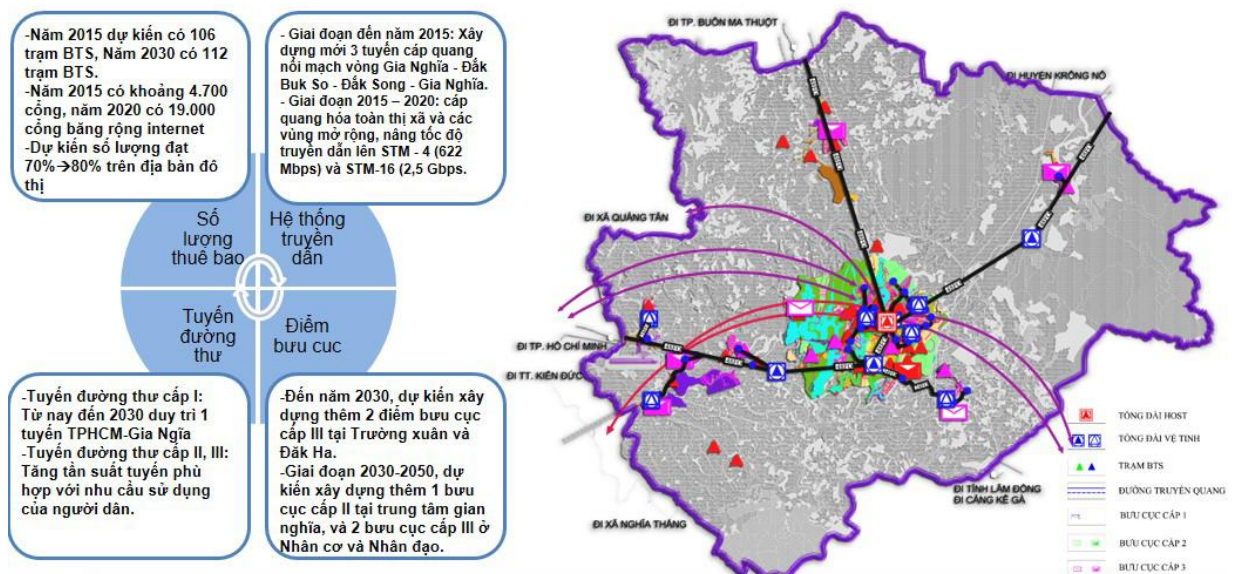 -Năm 2015 dự kiến có 106
trạm BTS, Năm 2030 có 112
trạm BTS.
-Năm 2015 có khoảng 4.700
cổng, năm 2020 có 19.000
cổng băng rộng internet
-Dự kiến số lượng đạt
70%→80% trên địa bàn đô
thị
- Giai đoạn đến năm 2015: Xây
dựng mới 3 tuyến cáp quang
nối mạch vòng Gia Nghĩa - Đắk
Buk So - Đắk Song - Gia Nghĩa.
- Giai đoạn 2015 – 2020: cáp
quang hóa toàn thị xã và các
vùng mở rộng, nâng tốc độ
truyền dẫn lên STM - 4 (622
Mbps) và STM-16 (2,5 Gbps.
Số
lượng
thuê bao
Hệ thống
truyền
dẫn
Tuyến
đường
thư
Điểm
bưu cục
-Tuyến đường thư cấp I:
Từ nay đến 2030 duy trì 1
tuyến TPHCM-Gia Ngĩa
-Tuyến đường thư cấp II, III:
Tăng tần suất tuyến phù
hợp với nhu cầu sử dụng
của người dân.
-Đến năm 2030, dự kiến xây
dựng thêm 2 điểm bưu cục
cấp III tại Trường xuân và
Đăk Ha.
-Giai đoạn 2030-2050, dự
kiến xây dựng thêm 1 bưu
cục cấp II tại trung tâm gian
nghĩa, và 2 bưu cục cấp III ở
Nhân cơ và Nhân đạo.
ĐI TP. BUÔN MA THUỘT
ĐI HUYỆN KRÔNG NÔ
ĐI XÃ QUẢNG TÂN
ĐI TP. HỒ CHÍ MINH
ĐI TT. KIẾN ĐỨC
ĐI XÃ NGHĨA THẮNG
ĐI TỈNH LÂM ĐỒNG
ĐI CẢNG KÊ GÀ
TỔNG ĐÀI HOST
TỔNG ĐÀI VỆ TINH
TRẠM BTS
ĐƯỜNG TRUYỀN QUANG
BƯU CỤC CẤP 1
BƯU CỤC CẤP 2
BƯU CỤC CẤP 3